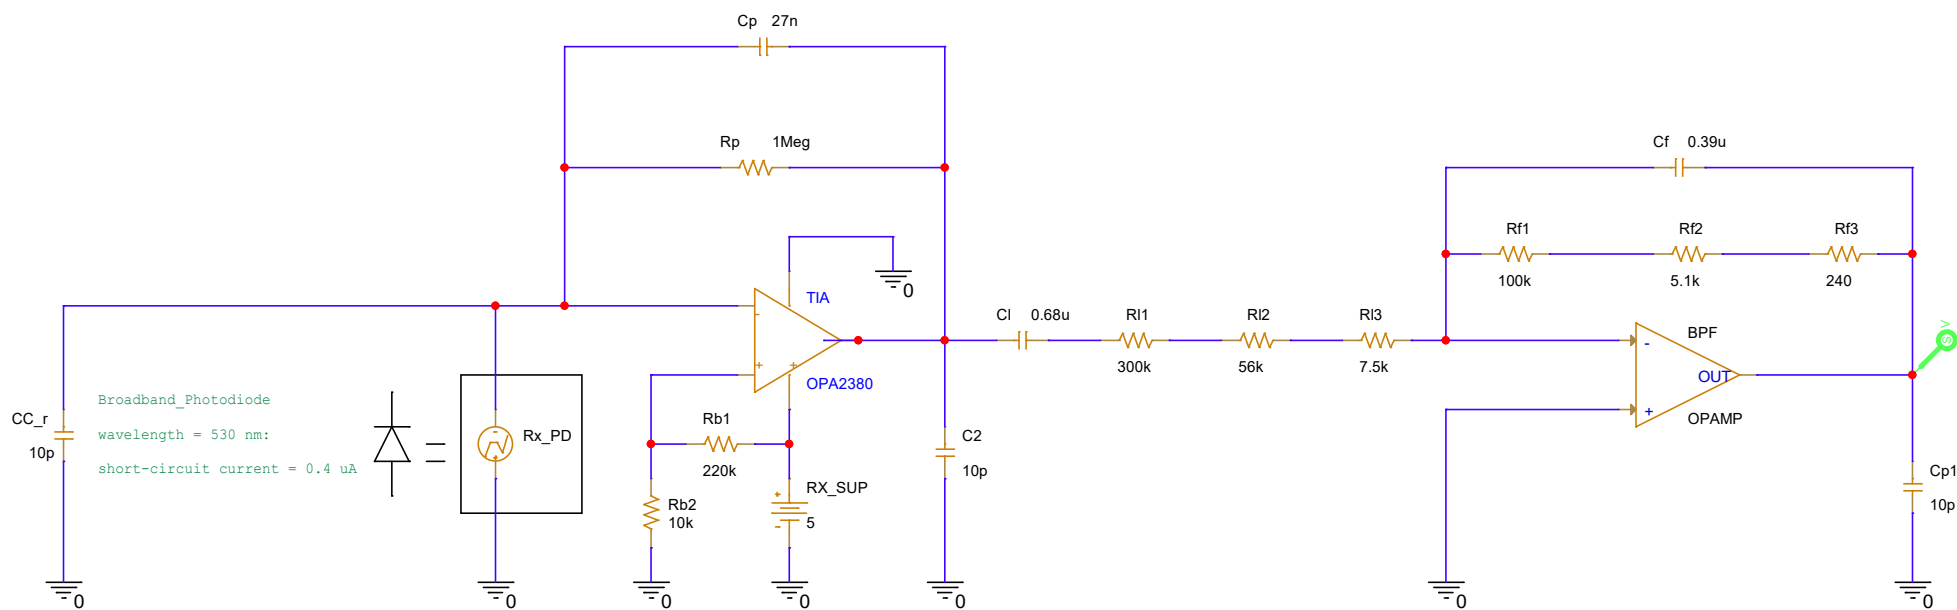 Cp 27n
Rp 1Meg
Cf 0.39u
Rf1
Rf2
Rf3
100k
5.1k
240
0
TIA
-
+
+
OPA2380
Cl 0.68u
Rl1
Rl2
Rl3
300k
56k
7.5k
BPF
-
OUT
+
OPAMP
V
CC_r
10p
Broadband_Photodiode
wavelength = 530 nm:
short-circuit current = 0.4 uA
-
+
Rx_PD
Rb1
220k
Rb2
10k
RX_SUP
+
-
5
C2
10p
Cp1
10p
0
0
0
0
0
0
0